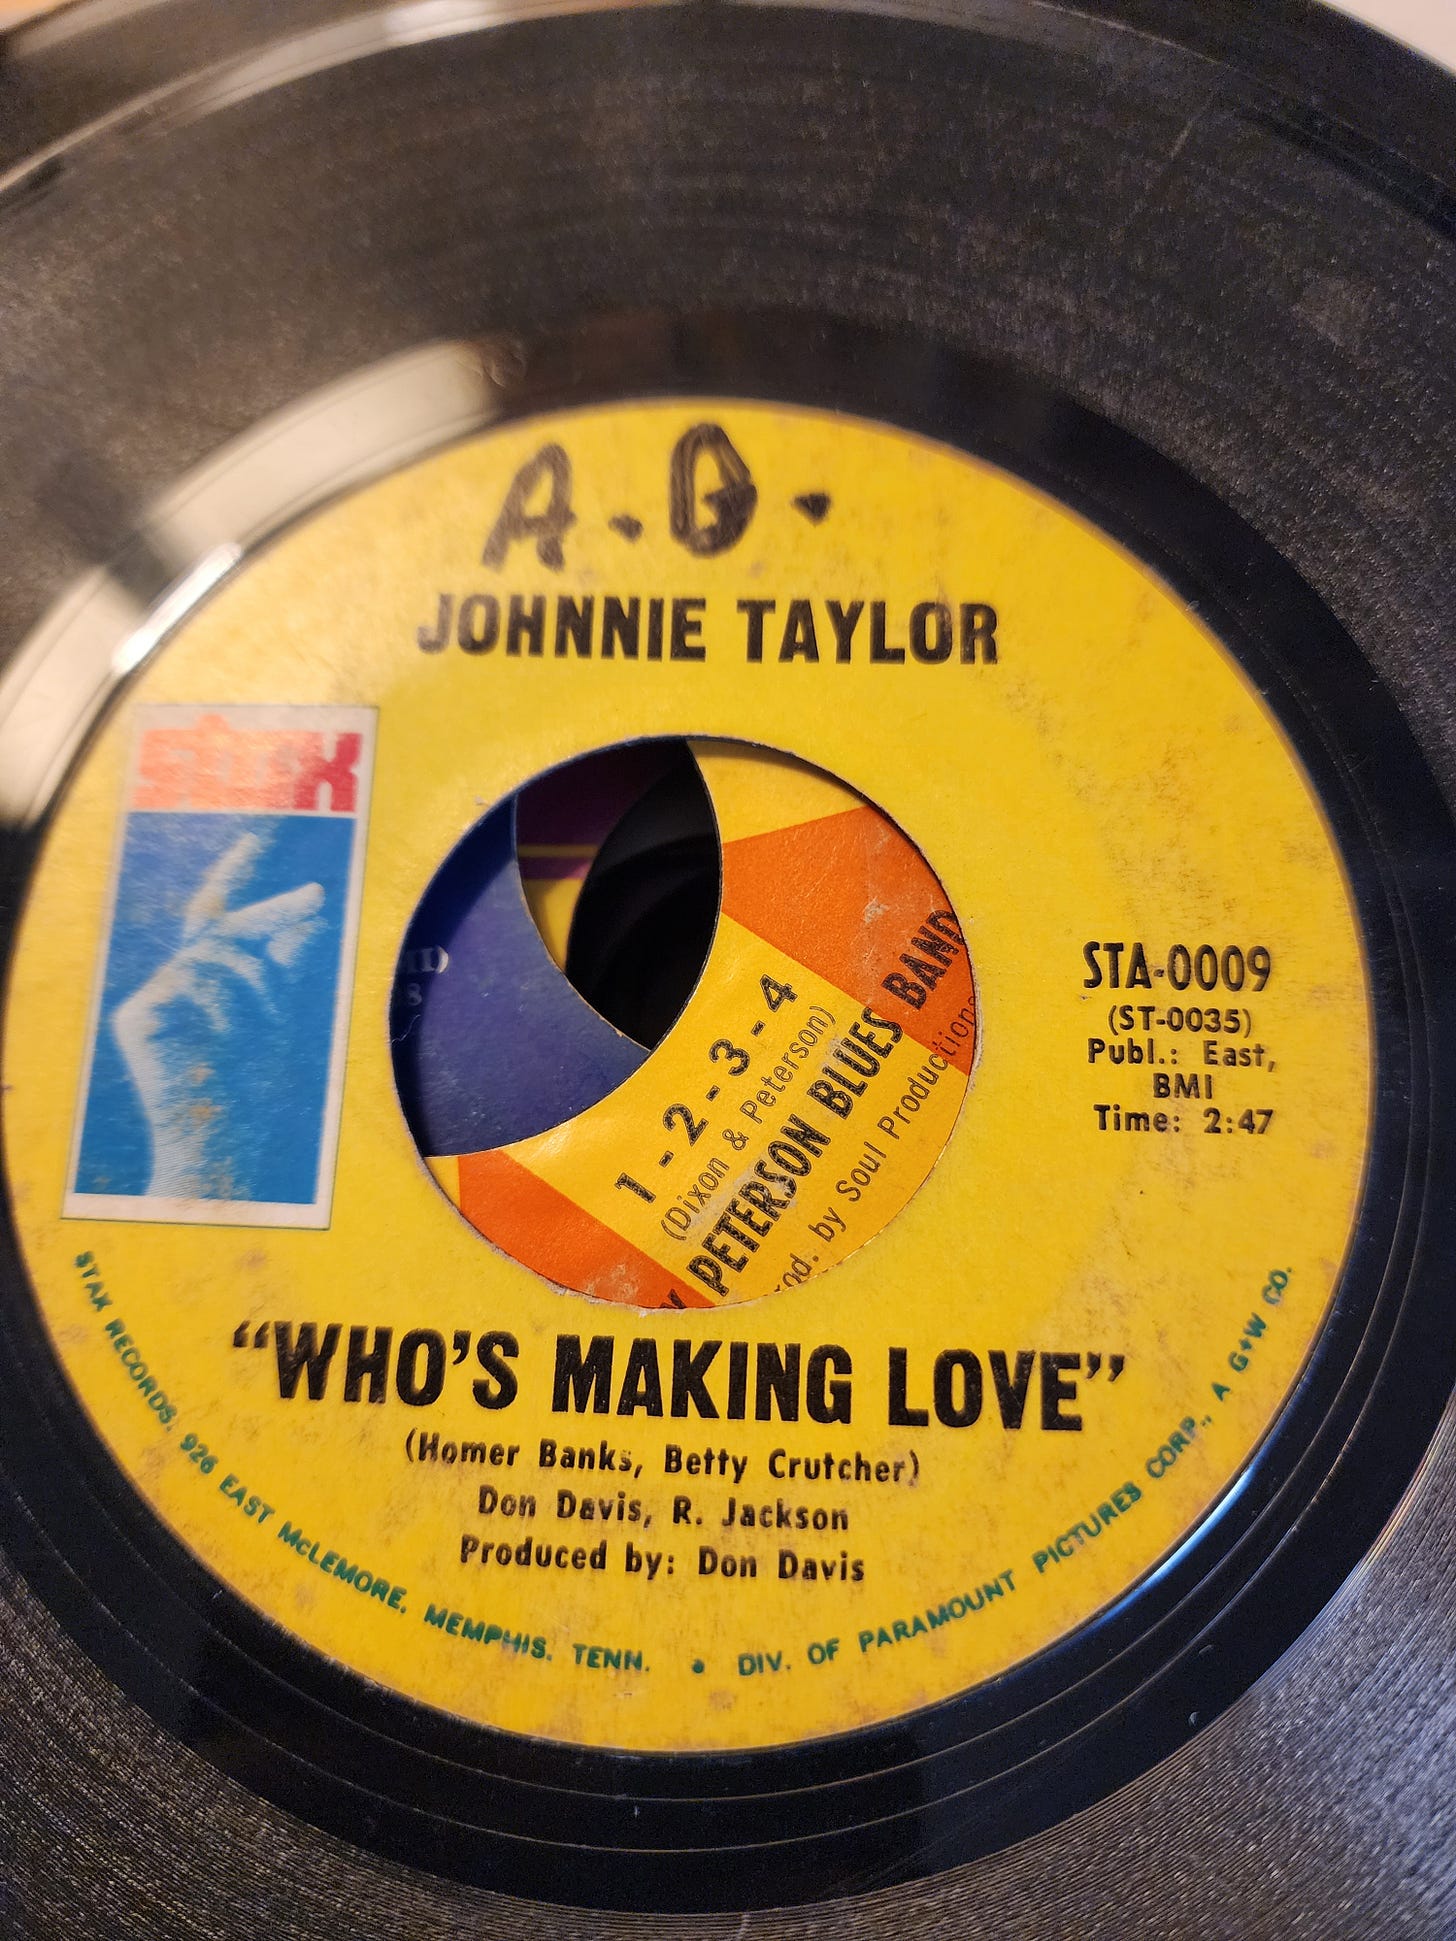 A.D.
JOHNNIE TAYLOR
stax
STA-0009
(ST-0035)
Publ.: East,
BMI
Time: 2:47
1-2-3-4
(Dixon & Peterson)
PETERSON BLUES BAND
by Soul Productions
"WHO'S MAKING LOVE"
(Homer Banks, Betty Crutcher)
Don Davis, R. Jackson
Produced by: Don Davis
STAX RECORDS, 926 EAST McLEMORE, MEMPHIS, TENN. • DIV. OF PARAMOUNT PICTURES CORP., A G+W CO.